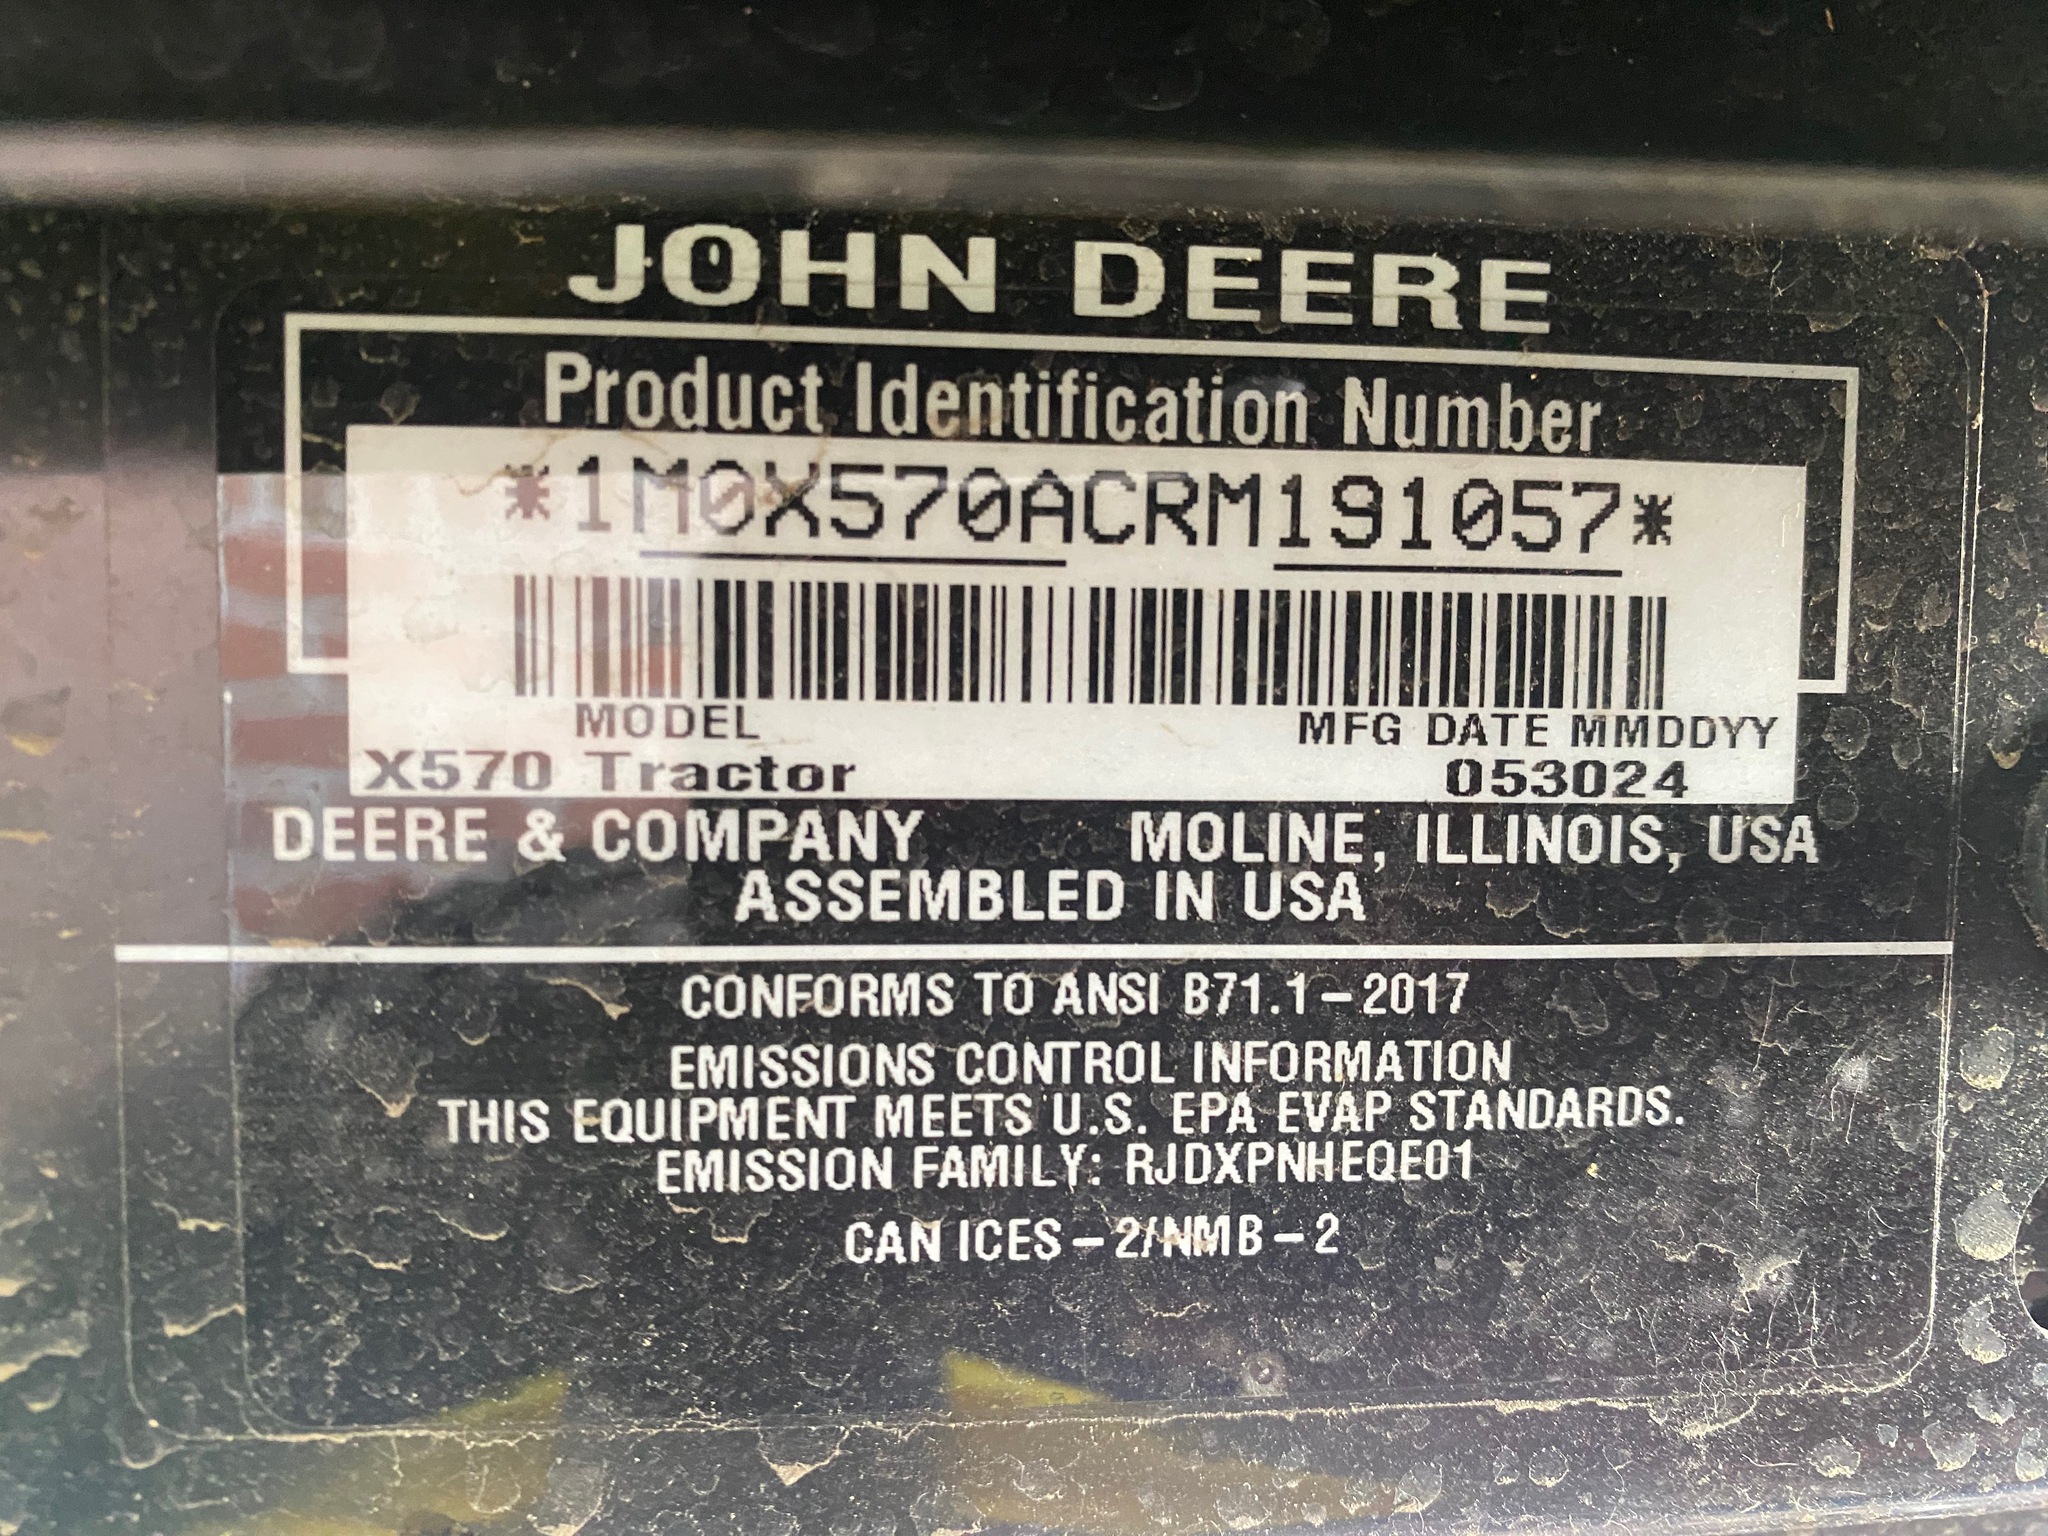 JOHN DEERE
Product Identification Number
*1M0X570ACRM191057*
MODEL MFG DATE MMDDYY
X570 Tractor 053024
DEERE & COMPANY MOLINE, ILLINOIS, USA
ASSEMBLED IN USA
CONFORMS TO ANSI B71.1-2017
EMISSIONS CONTROL INFORMATION
THIS EQUIPMENT MEETS U.S. EPA EVAP STANDARDS.
EMISSION FAMILY: RJDXPNHEQE01
CAN ICES-2/NMB-2